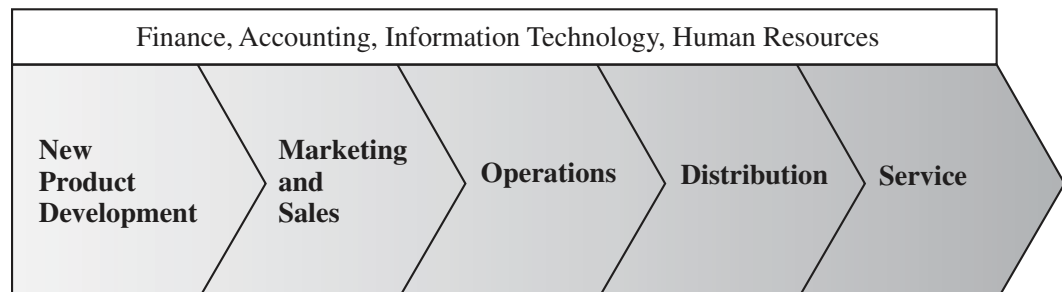 Finance, Accounting, Information Technology, Human Resources
New
Product
Development
Marketing
and
Sales
Operations
Distribution
Service